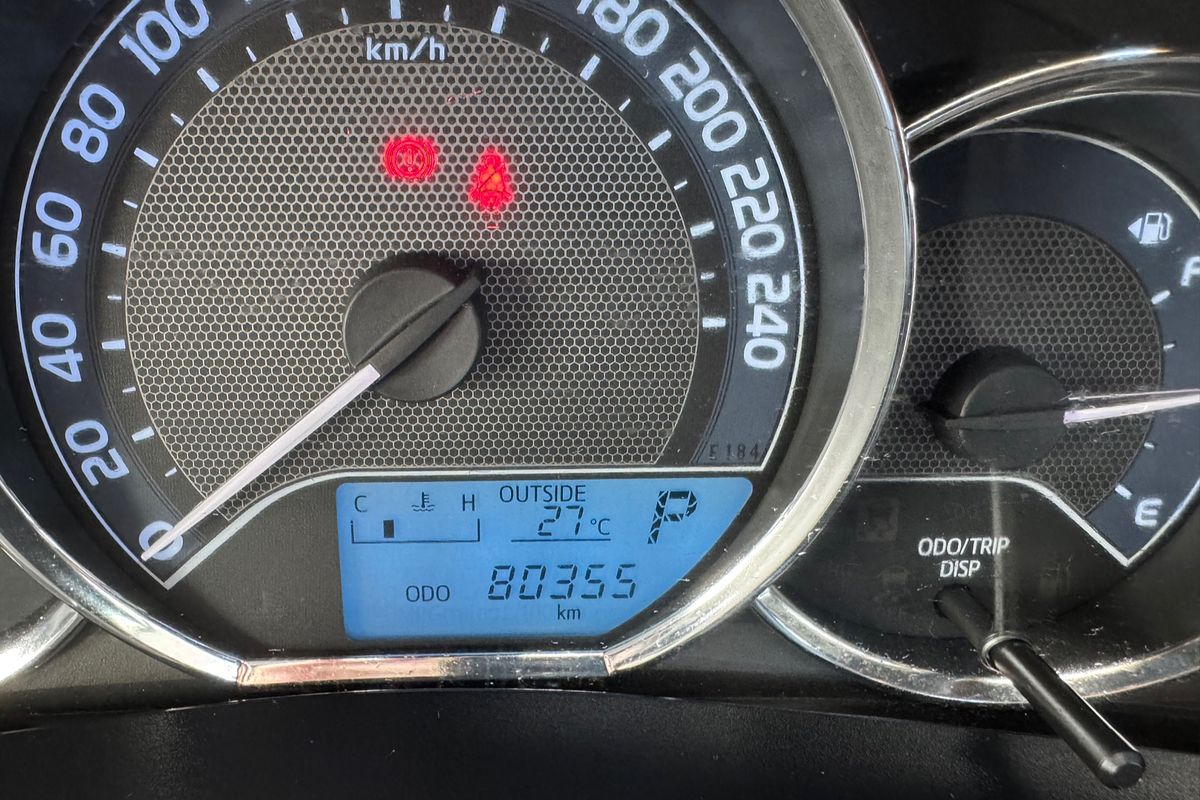 km/h
20
40
60
80
100
180
200
220
240
0
E184
C H
OUTSIDE
27 °C
P
ODO 80355
km
F
E
ODO/TRIP
DISP